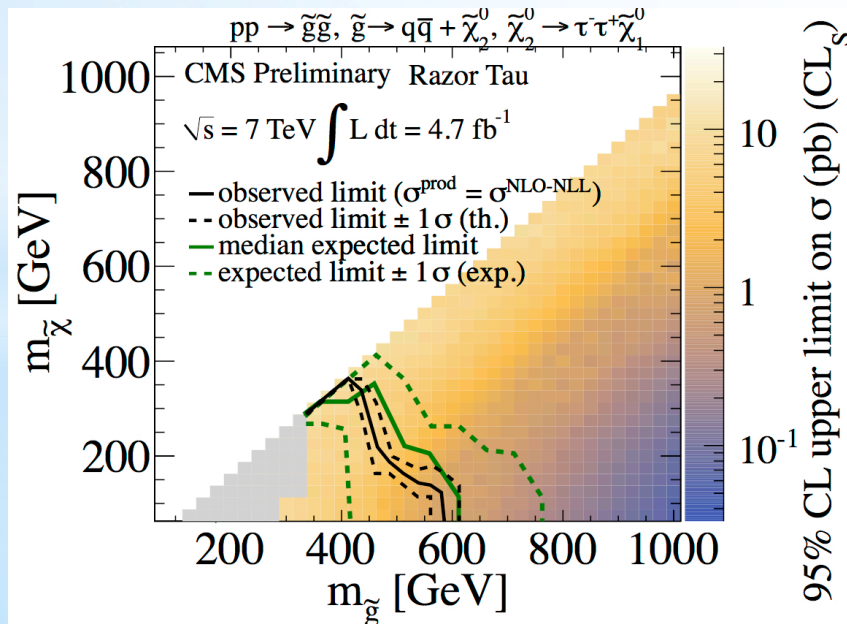 pp → g̃g̃, g̃ → qq̅ + χ̃⁰₂, χ̃⁰₂ → τ⁻τ⁺χ̃⁰₁
CMS Preliminary Razor Tau
√s = 7 TeV ∫ L dt = 4.7 fb⁻¹
observed limit (σ^prod = σ^NLO-NLL)
observed limit ± 1σ (th.)
median expected limit
expected limit ± 1σ (exp.)
m_χ̃ [GeV]
1000
800
600
400
200
200 400 600 800 1000
m_g̃ [GeV]
10
1
10⁻¹
95% CL upper limit on σ (pb) (CL_S)